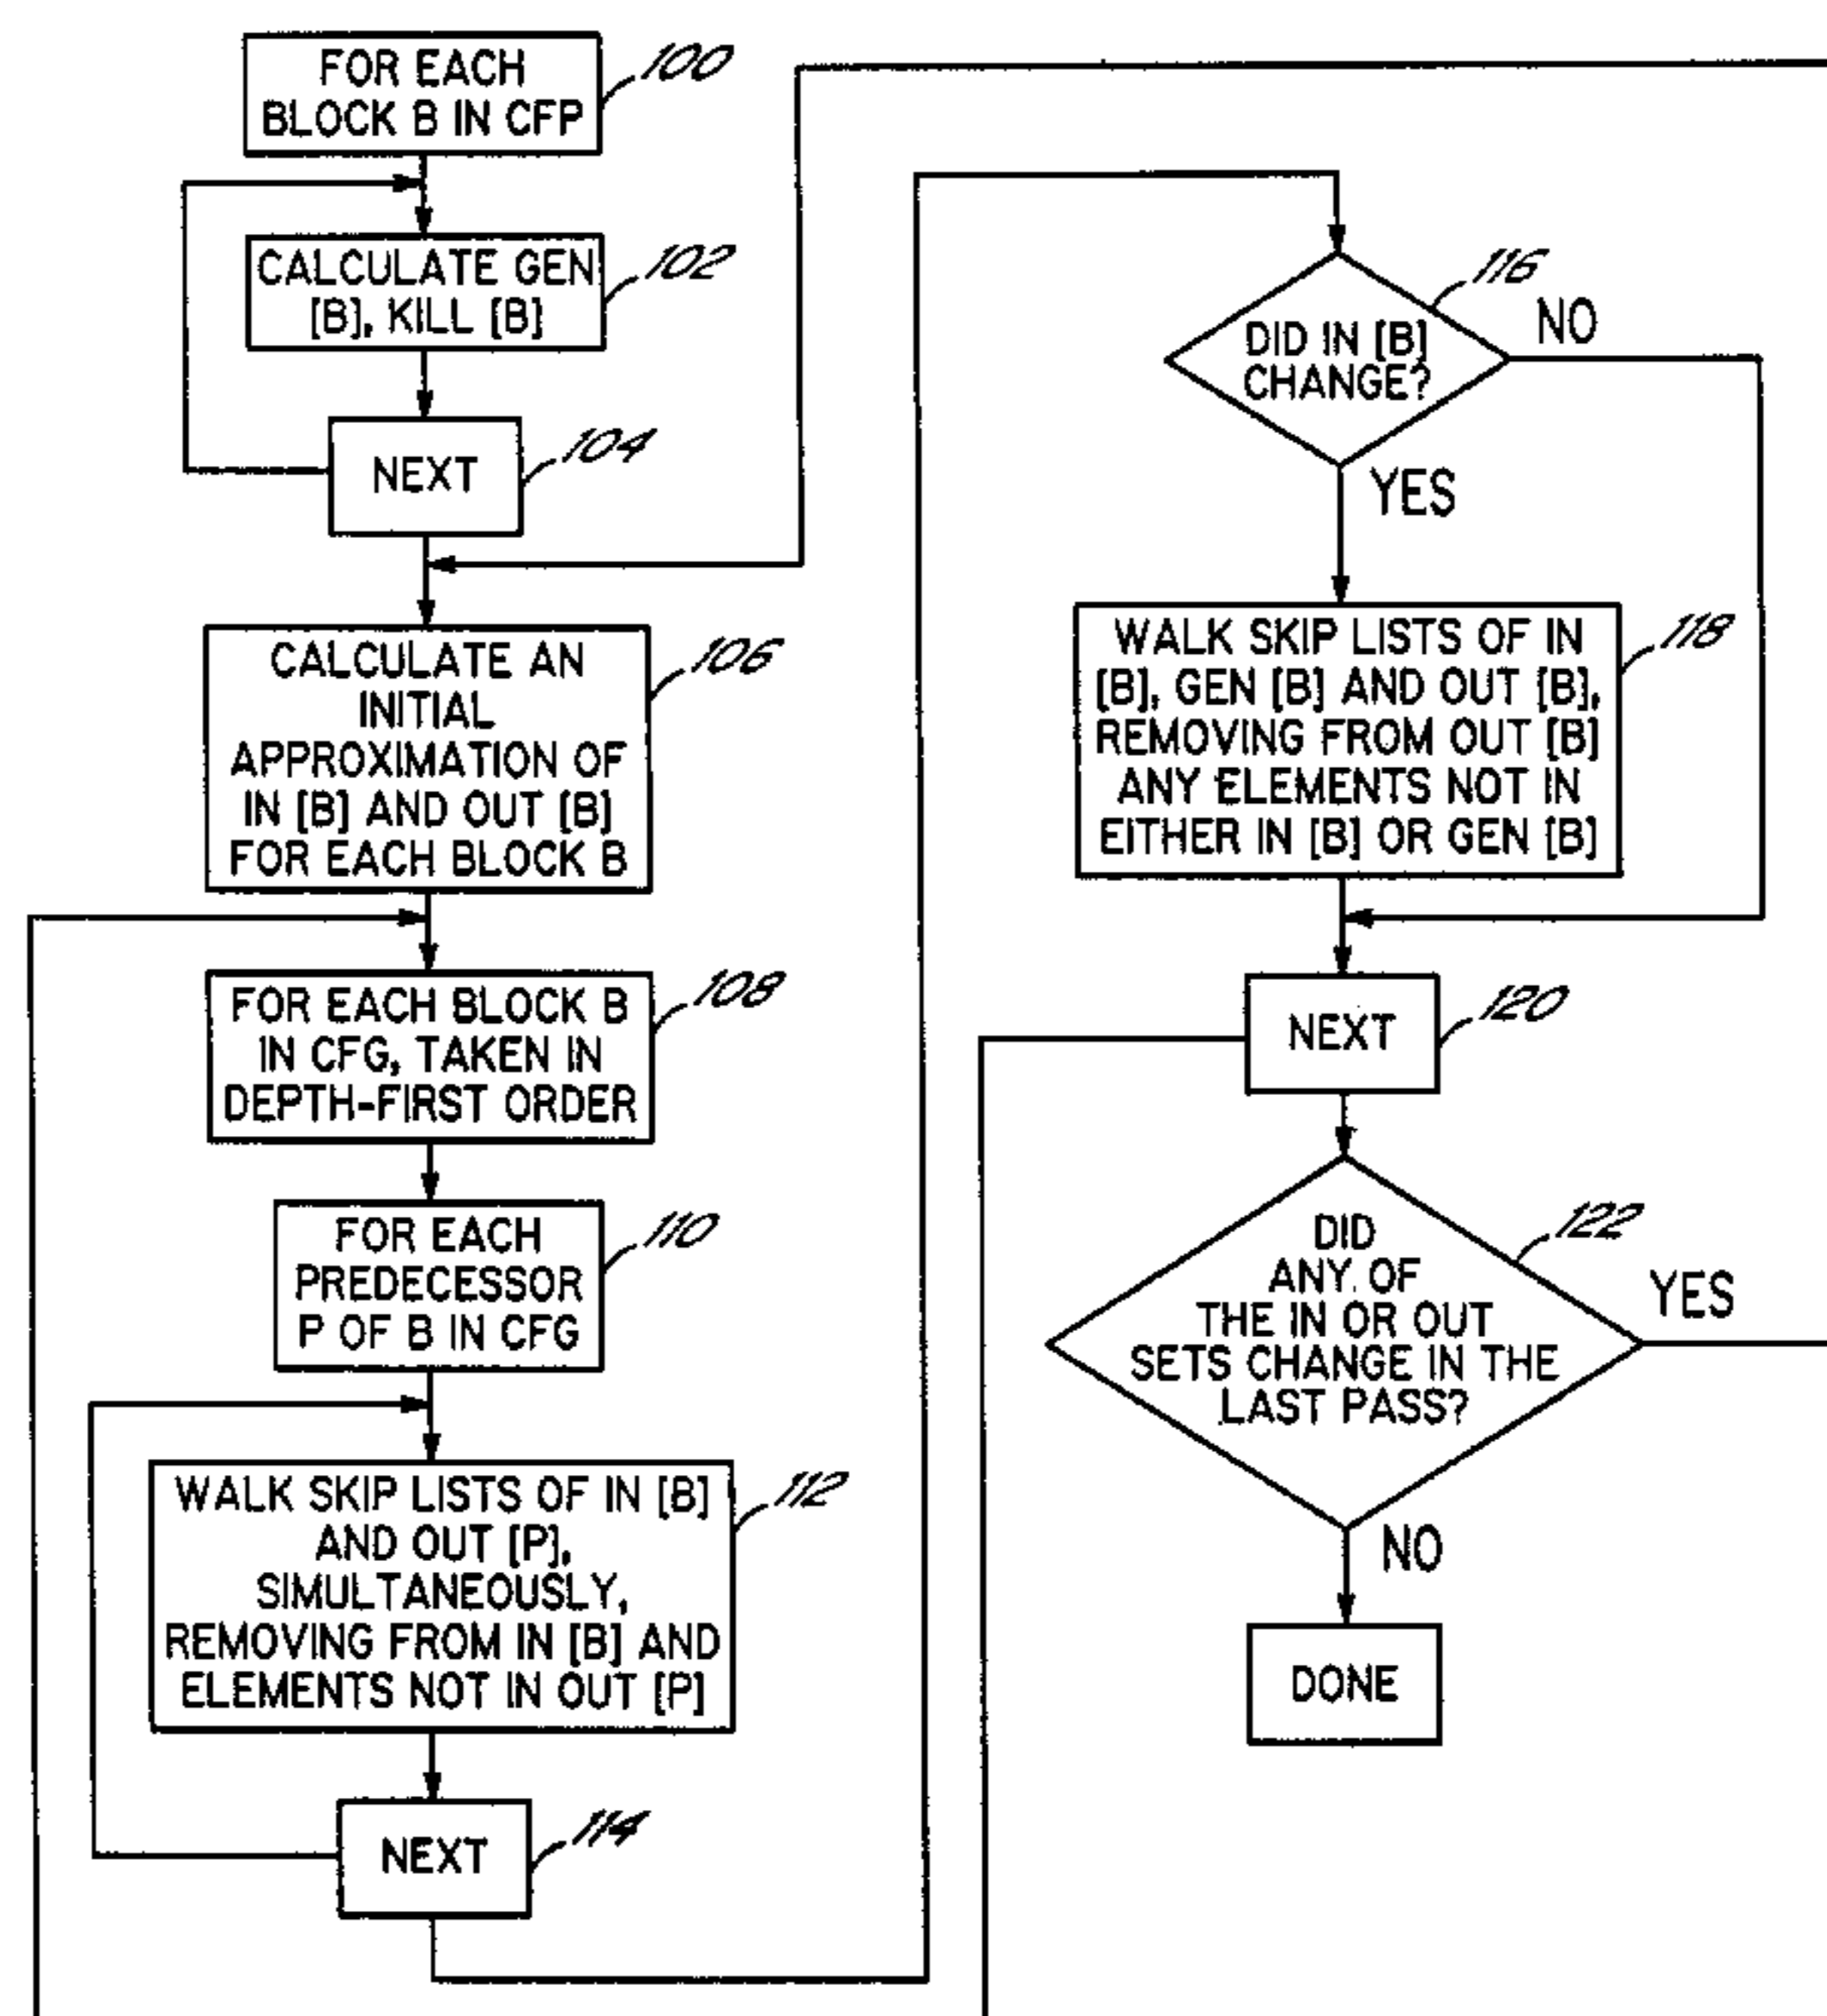 FOR EACH
BLOCK B IN CFP
100
CALCULATE GEN
[B], KILL [B]
102
NEXT
104
CALCULATE AN
INITIAL
APPROXIMATION OF
IN [B] AND OUT [B]
FOR EACH BLOCK B
106
FOR EACH BLOCK B
IN CFG, TAKEN IN
DEPTH-FIRST ORDER
108
FOR EACH
PREDECESSOR
P OF B IN CFG
110
WALK SKIP LISTS OF IN [B]
AND OUT [P],
SIMULTANEOUSLY,
REMOVING FROM IN [B] AND
ELEMENTS NOT IN OUT [P]
112
NEXT
114
DID IN [B]
CHANGE?
116
NO
YES
WALK SKIP LISTS OF IN
[B], GEN [B] AND OUT [B],
REMOVING FROM OUT [B]
ANY ELEMENTS NOT IN
EITHER IN [B] OR GEN [B]
118
NEXT
120
DID
ANY OF
THE IN OR OUT
SETS CHANGE IN THE
LAST PASS?
122
YES
NO
DONE